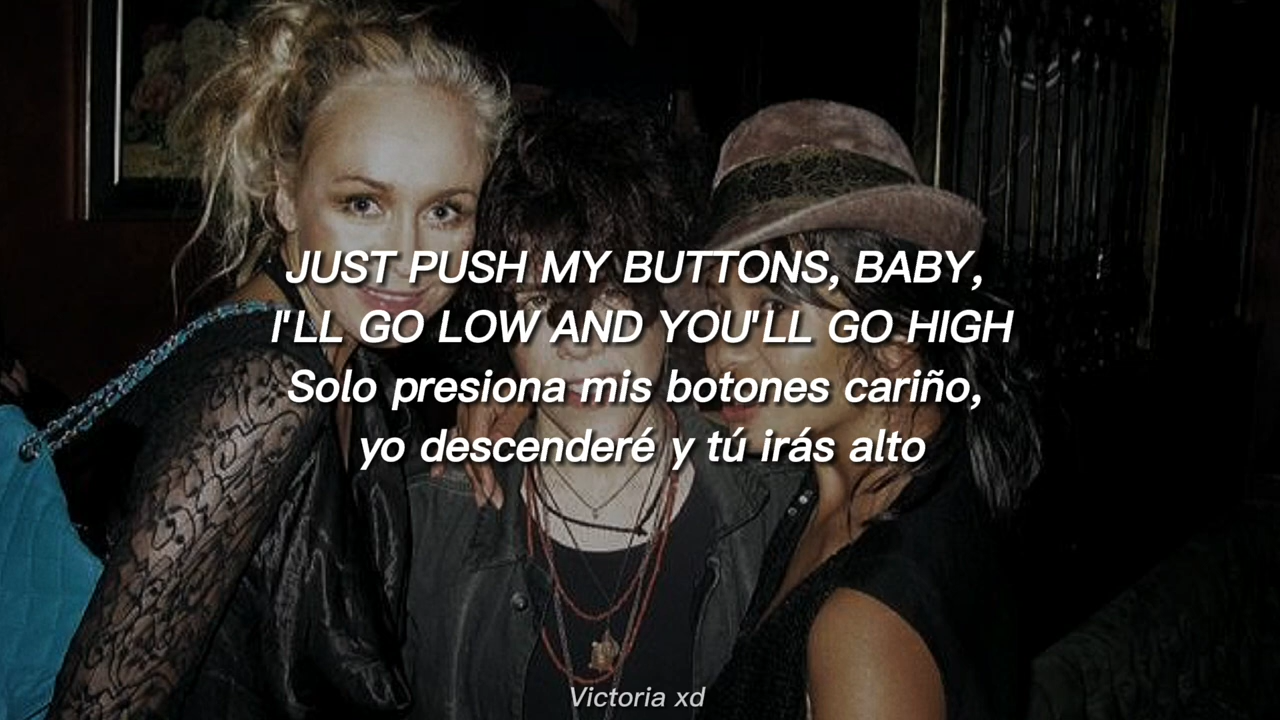 JUST PUSH MY BUTTONS, BABY,
I'LL GO LOW AND YOU'LL GO HIGH
Solo presiona mis botones cariño,
yo descenderé y tú irás alto
Victoria xd